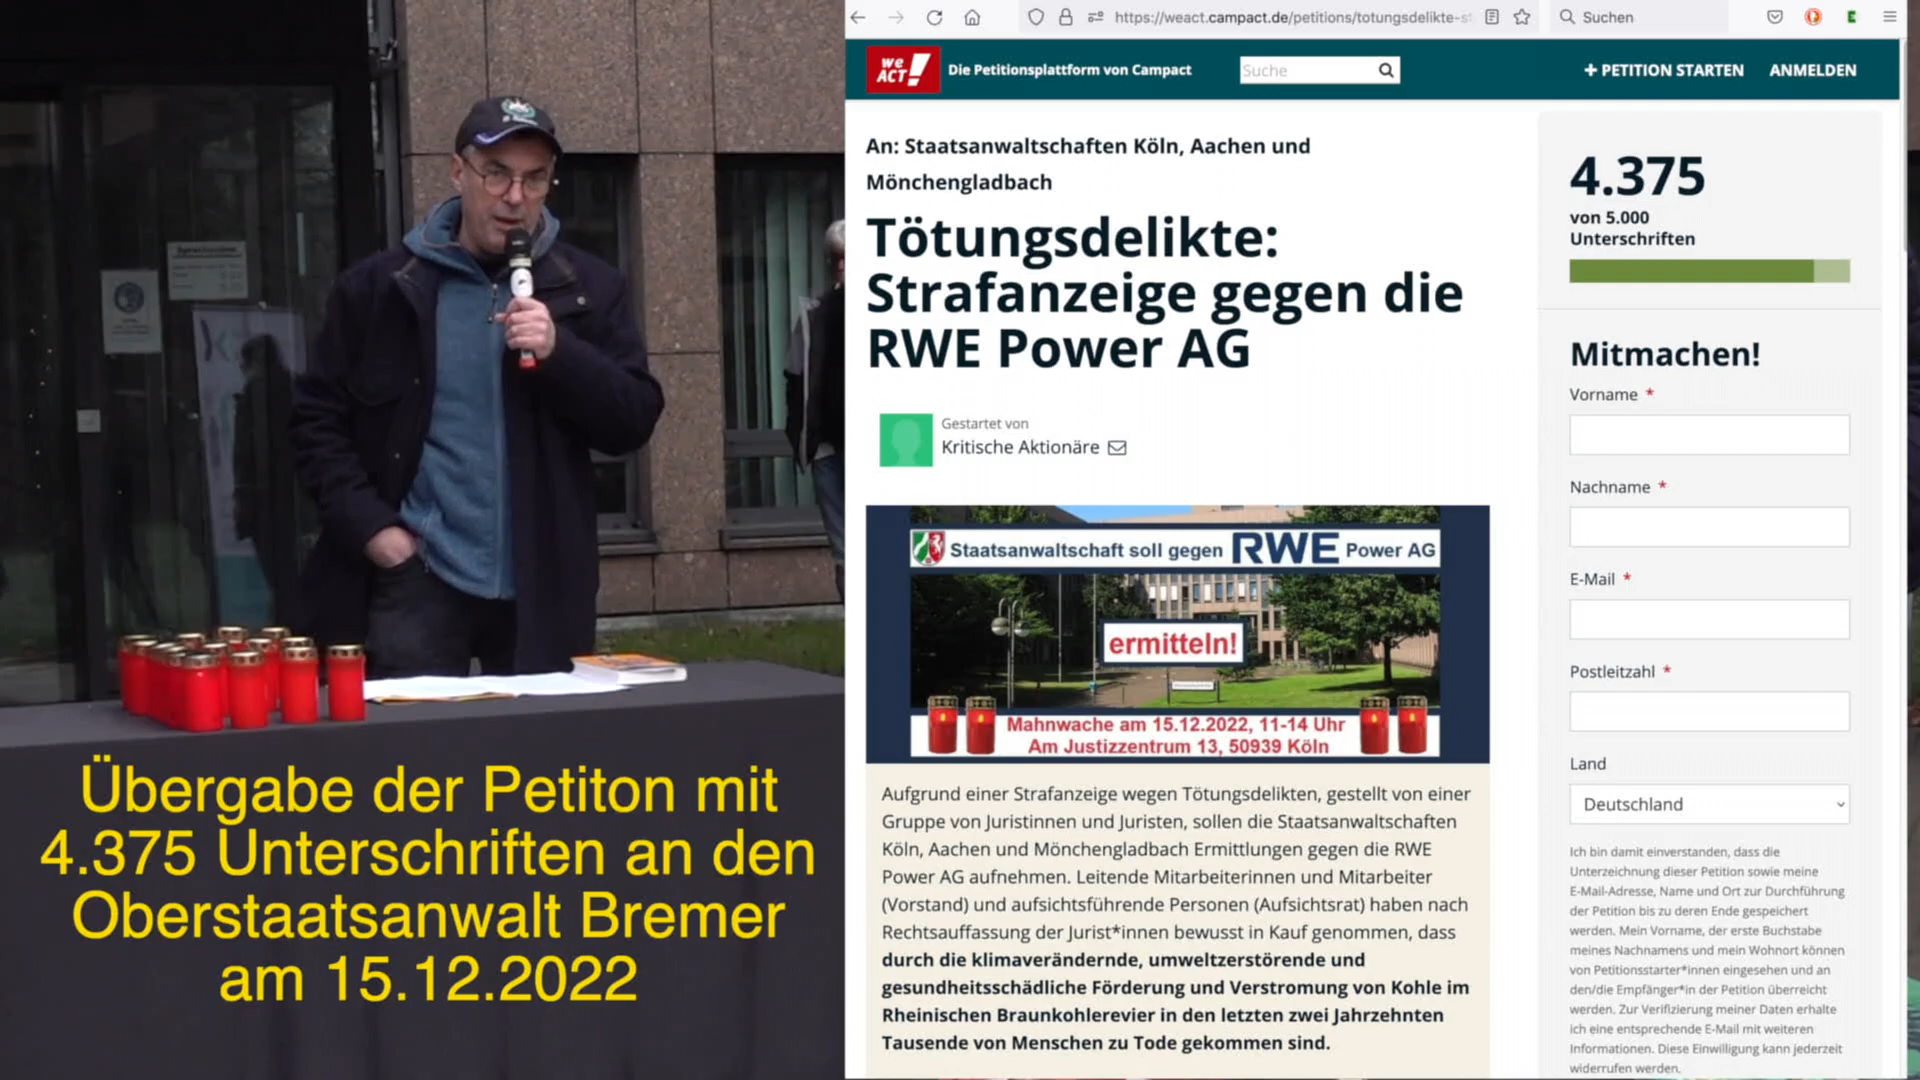 Übergabe der Petiton mit
4.375 Unterschriften an den
Oberstaatsanwalt Bremer
am 15.12.2022
https://weact.campact.de/petitions/totungsdelikte-s
Suchen
we ACT!
Die Petitionsplattform von Campact
Suche
+ PETITION STARTEN
ANMELDEN
An: Staatsanwaltschaften Köln, Aachen und
Mönchengladbach
Tötungsdelikte:
Strafanzeige gegen die
RWE Power AG
Gestartet von
Kritische Aktionäre
Staatsanwaltschaft soll gegen RWE Power AG
ermitteln!
Mahnwache am 15.12.2022, 11-14 Uhr
Am Justizzentrum 13, 50939 Köln
Aufgrund einer Strafanzeige wegen Tötungsdelikten, gestellt von einer
Gruppe von Juristinnen und Juristen, sollen die Staatsanwaltschaften
Köln, Aachen und Mönchengladbach Ermittlungen gegen die RWE
Power AG aufnehmen. Leitende Mitarbeiterinnen und Mitarbeiter
(Vorstand) und aufsichtsführende Personen (Aufsichtsrat) haben nach
Rechtsauffassung der Jurist*innen bewusst in Kauf genommen, dass
durch die klimaverändernde, umweltzerstörende und
gesundheitsschädliche Förderung und Verstromung von Kohle im
Rheinischen Braunkohlerevier in den letzten zwei Jahrzehnten
Tausende von Menschen zu Tode gekommen sind.
4.375
von 5.000
Unterschriften
Mitmachen!
Vorname *
Nachname *
E-Mail *
Postleitzahl *
Land
Deutschland
Ich bin damit einverstanden, dass die
Unterzeichnung dieser Petition sowie meine
E-Mail-Adresse, Name und Ort zur Durchführung
der Petition bis zu deren Ende gespeichert
werden. Mein Vorname, der erste Buchstabe
meines Nachnamens und mein Wohnort können
von Petitionsstarter*innen eingesehen und an
den/die Empfänger*in der Petition überreicht
werden. Zur Verifizierung meiner Daten erhalte
ich eine entsprechende E-Mail mit weiteren
Informationen. Diese Einwilligung kann jederzeit
widerrufen werden.